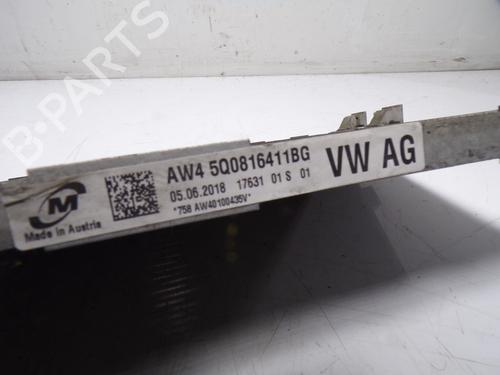 AW4 5Q0816411BG
VW AG
05.06.2018 17631 01 S 01
*758 AW40100435V*
M
Made in Austria
B PARTS